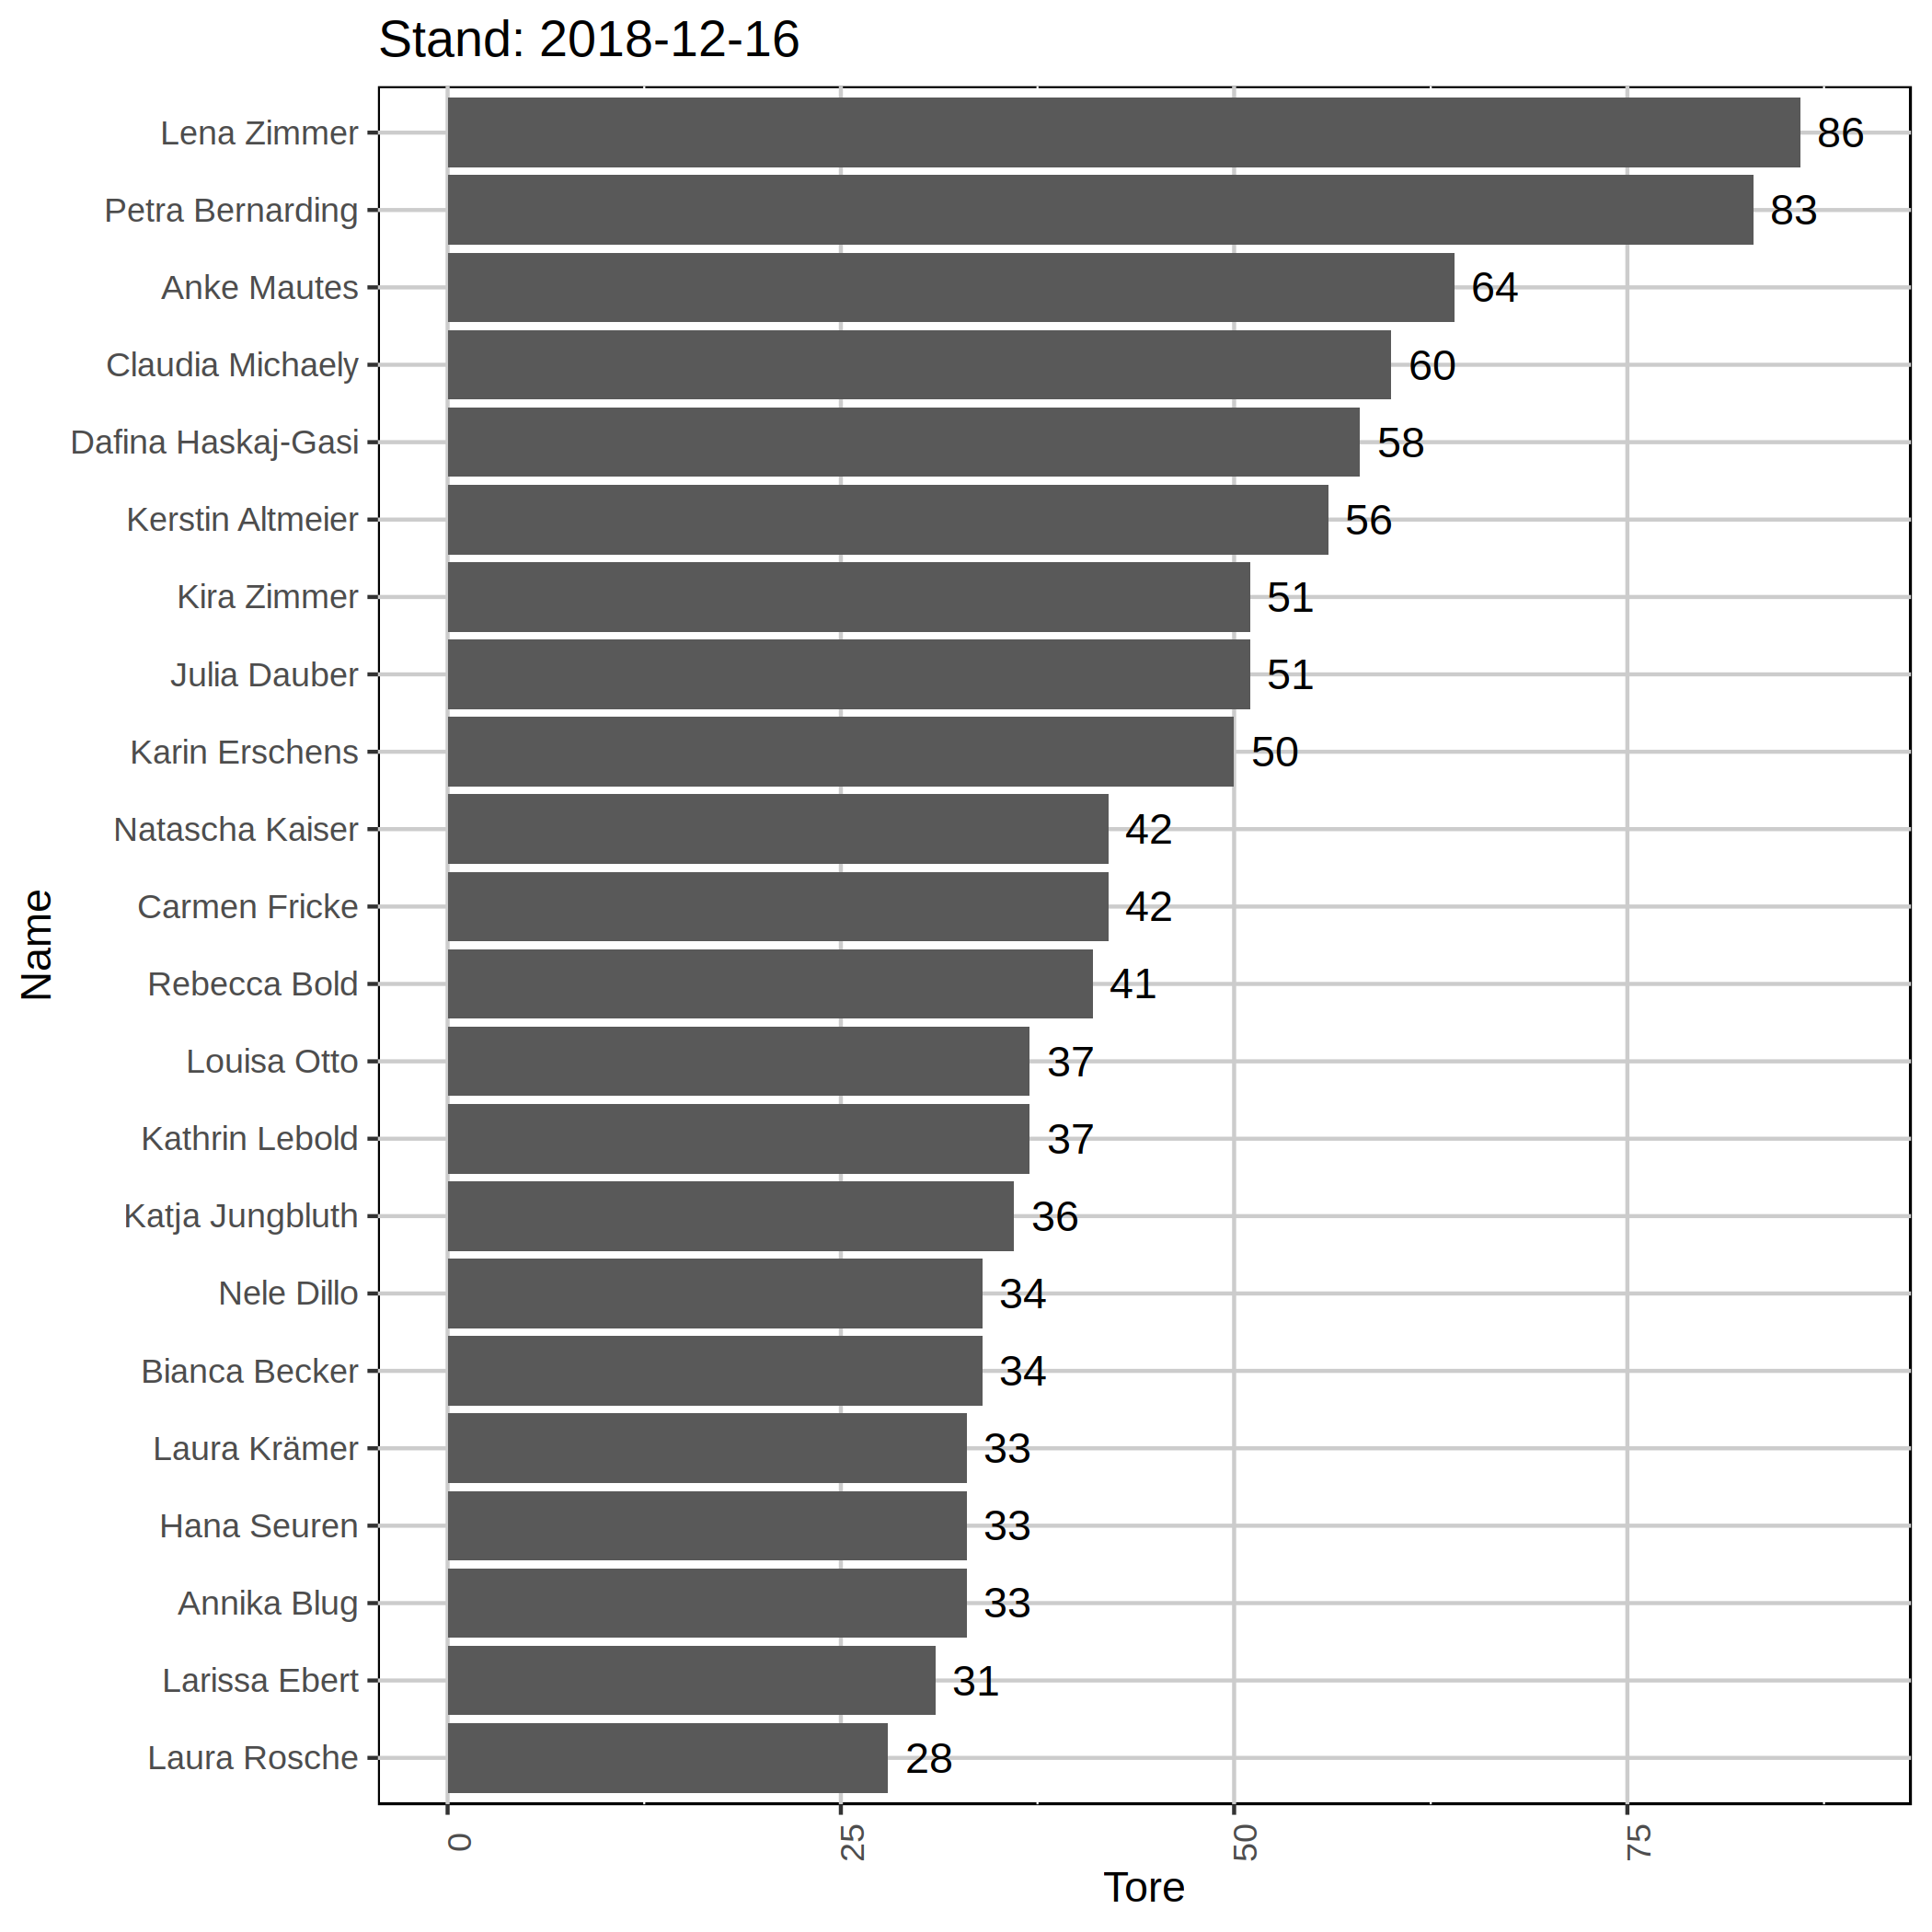 Stand: 2018-12-16
Lena Zimmer 86
Petra Bernarding 83
Anke Mautes 64
Claudia Michaely 60
Dafina Haskaj-Gasi 58
Kerstin Altmeier 56
Kira Zimmer 51
Julia Dauber 51
Karin Erschens 50
Natascha Kaiser 42
Carmen Fricke 42
Rebecca Bold 41
Louisa Otto 37
Kathrin Lebold 37
Katja Jungbluth 36
Nele Dillo 34
Bianca Becker 34
Laura Krämer 33
Hana Seuren 33
Annika Blug 33
Larissa Ebert 31
Laura Rosche 28
Name
0 25 50 75
Tore